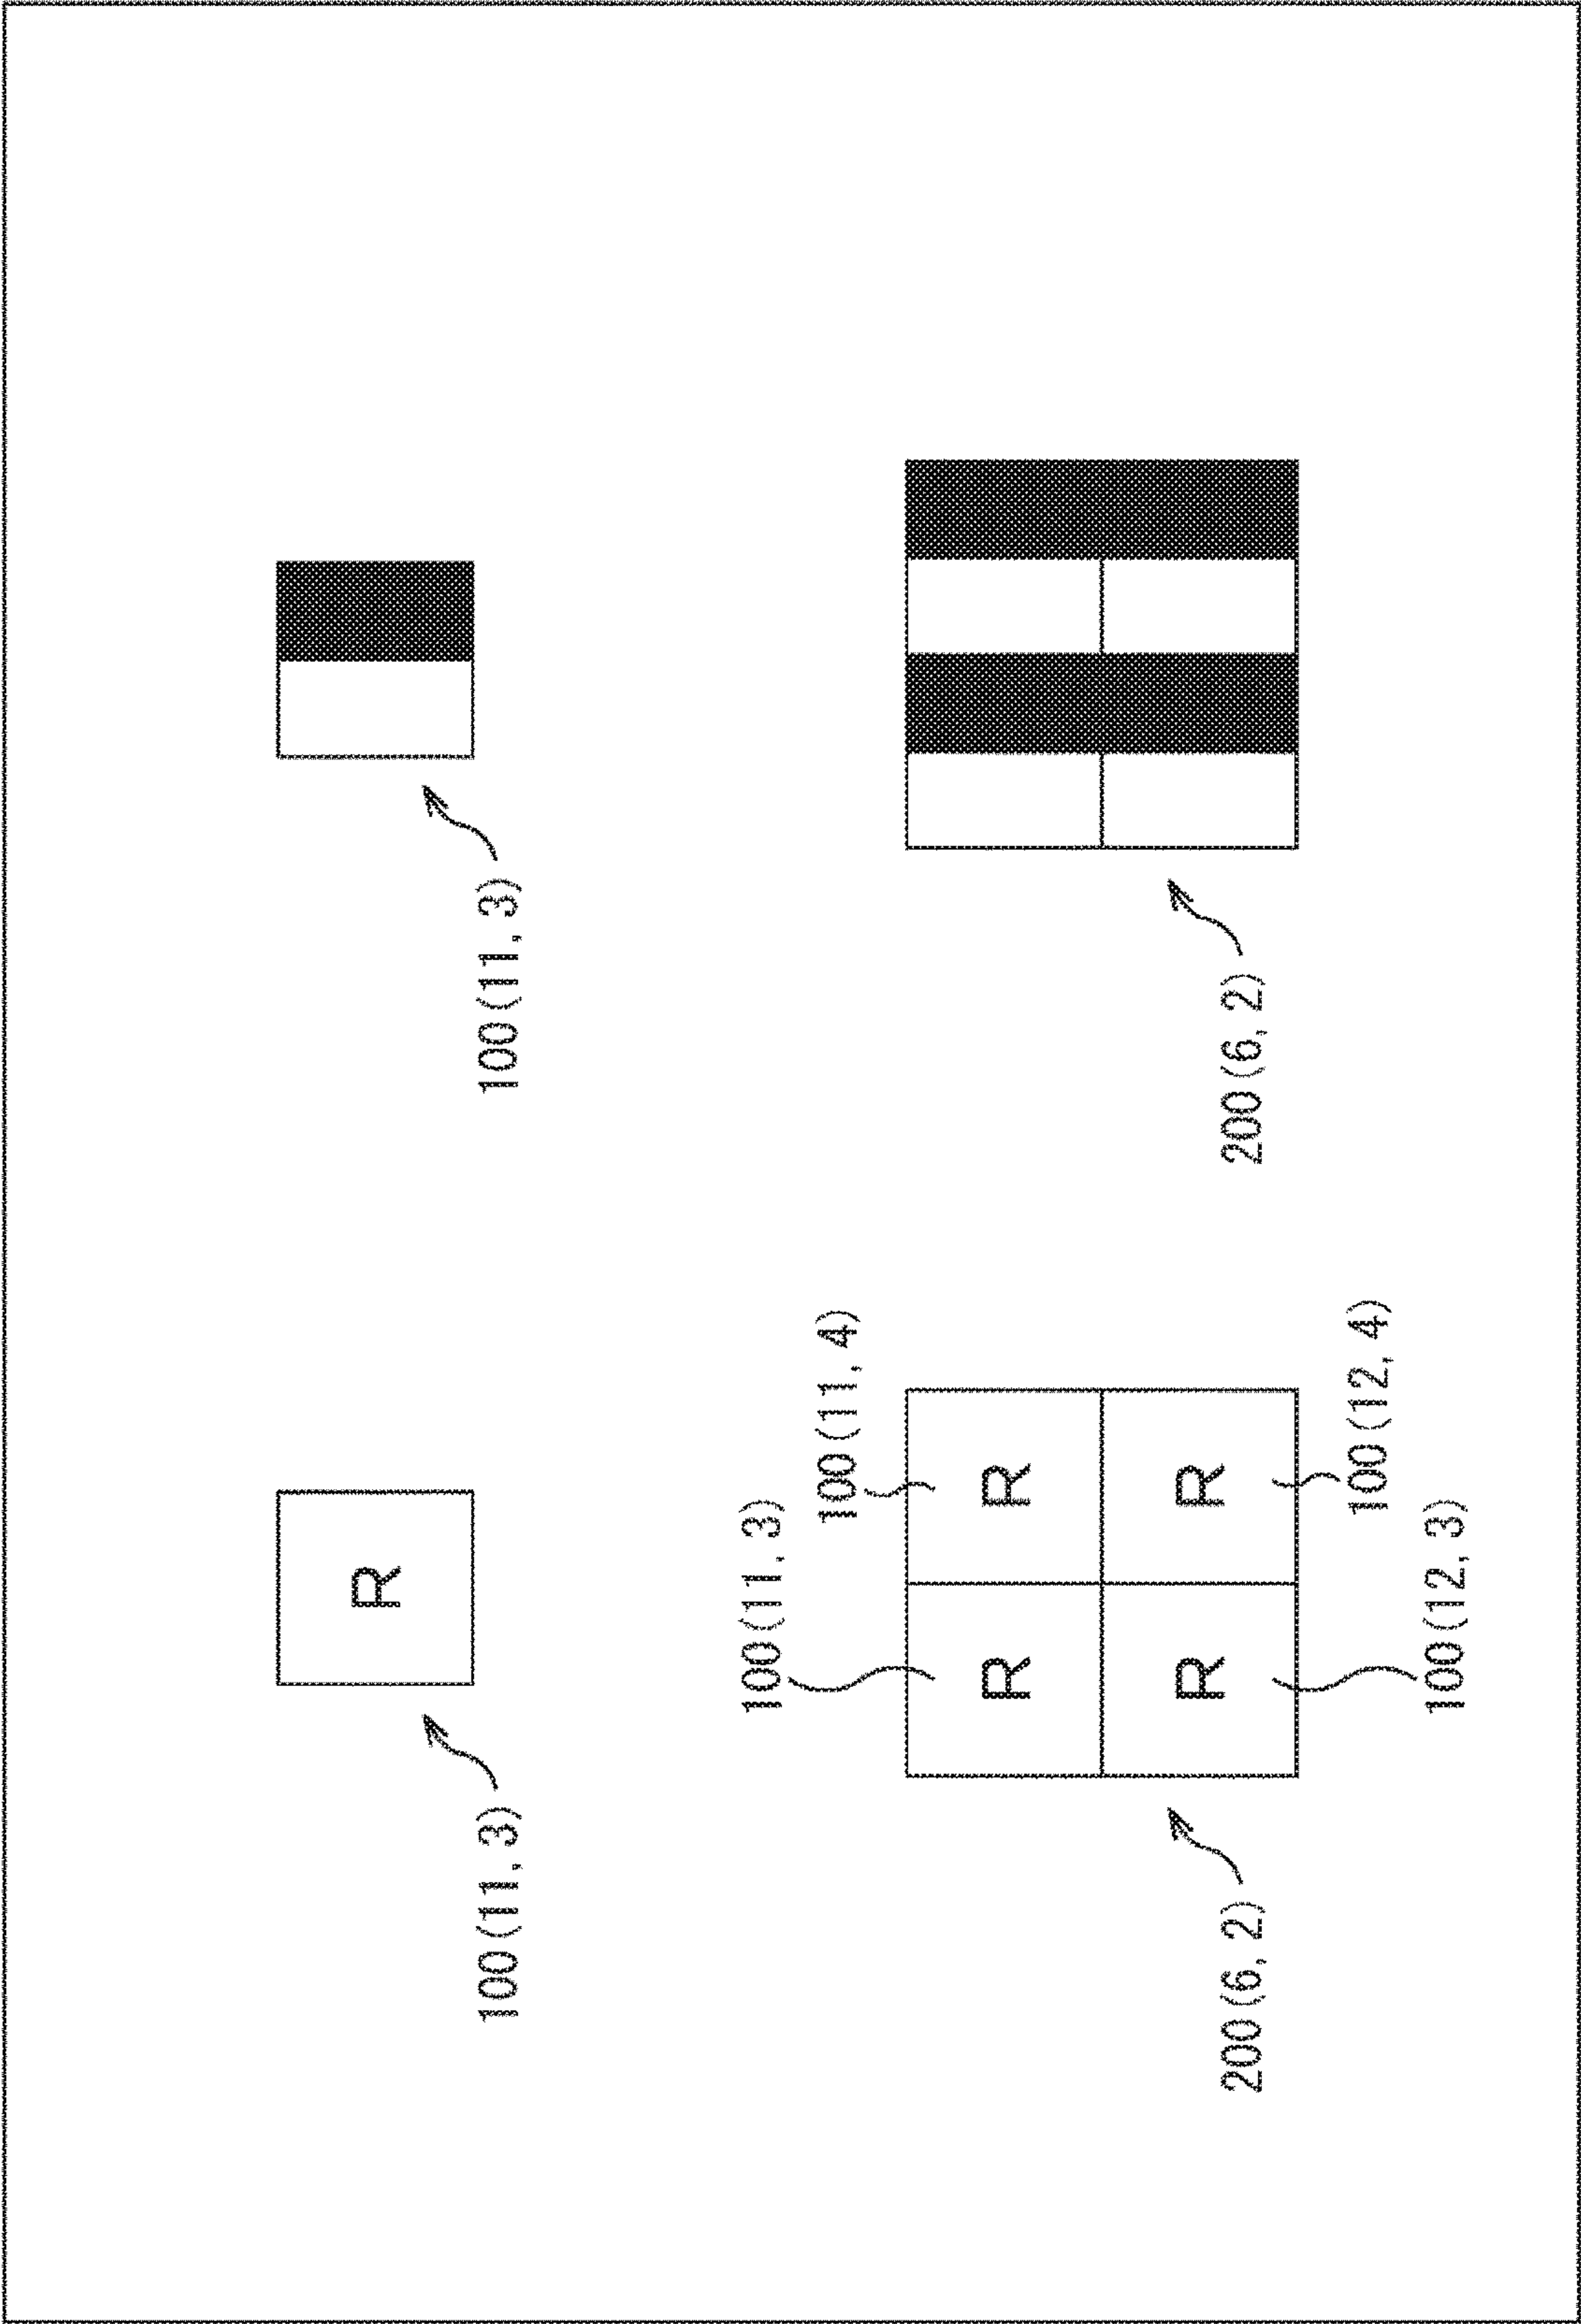 R
100(11, 3)
100(11, 3)
100(11, 3)
100(11, 4)
R R
R R
200(6, 2)
200(6, 2)
100(12, 4)
100(12, 3)